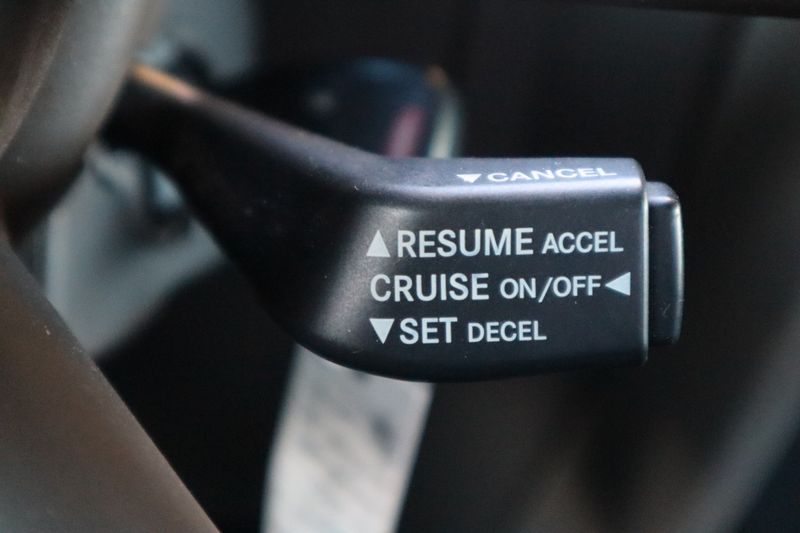 ▼CANCEL
▲RESUME ACCEL
CRUISE ON/OFF◀
▼SET DECEL